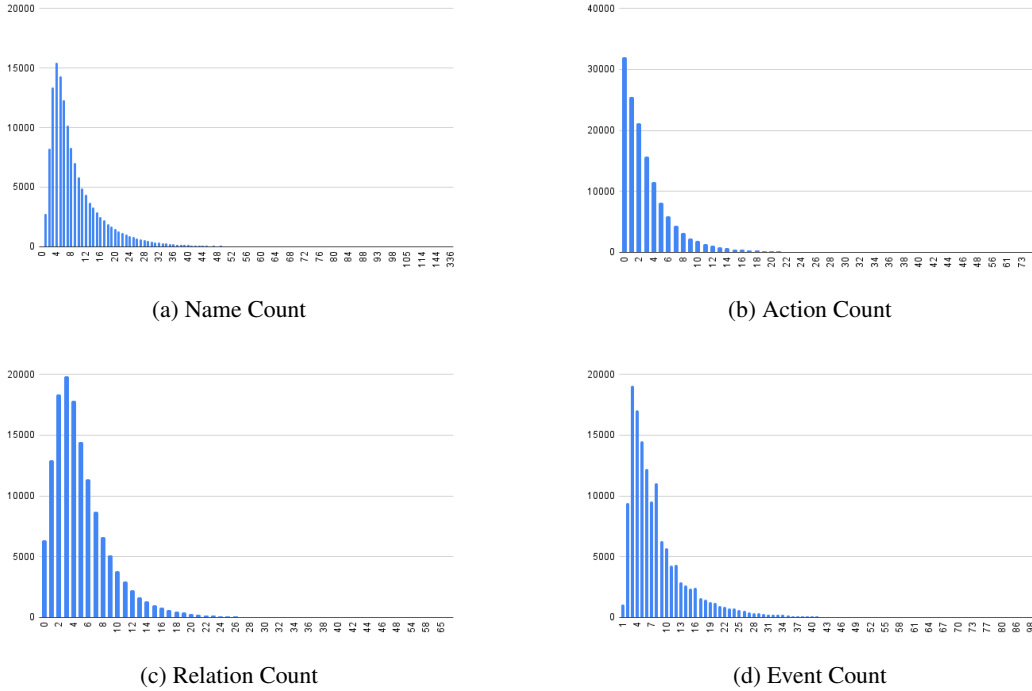 20000
15000
10000
5000
0
0 4 8 12 16 20 24 28 32 36 40 44 48 52 56 60 64 68 72 76 80 84 88 93 98 105 114 144 336
(a) Name Count
40000
30000
20000
10000
0
0 2 4 6 8 10 12 14 16 18 20 22 24 26 28 30 32 34 36 38 40 42 44 46 48 56 61 73
(b) Action Count
20000
15000
10000
5000
0
0 2 4 6 8 10 12 14 16 18 20 22 24 26 28 30 32 34 36 38 40 42 44 48 54 58 65
(c) Relation Count
20000
15000
10000
5000
0
1 4 7 10 13 16 19 22 25 28 31 34 37 40 43 46 49 52 55 58 61 64 67 70 73 77 80 86 98
(d) Event Count